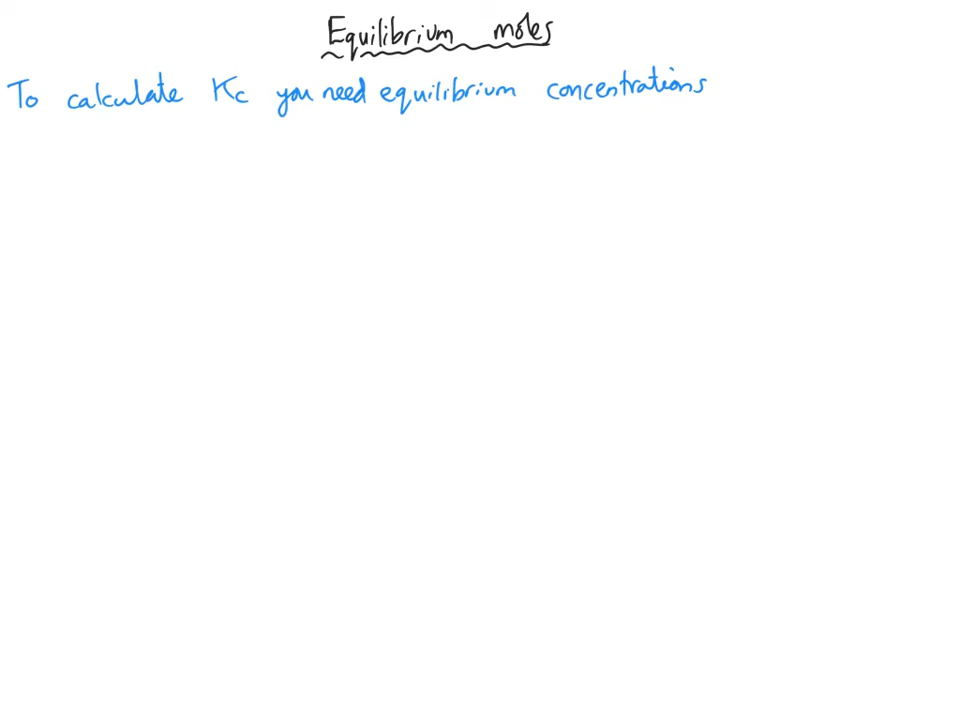 Equilibrium moles
To calculate Kc you need equilibrium concentrations